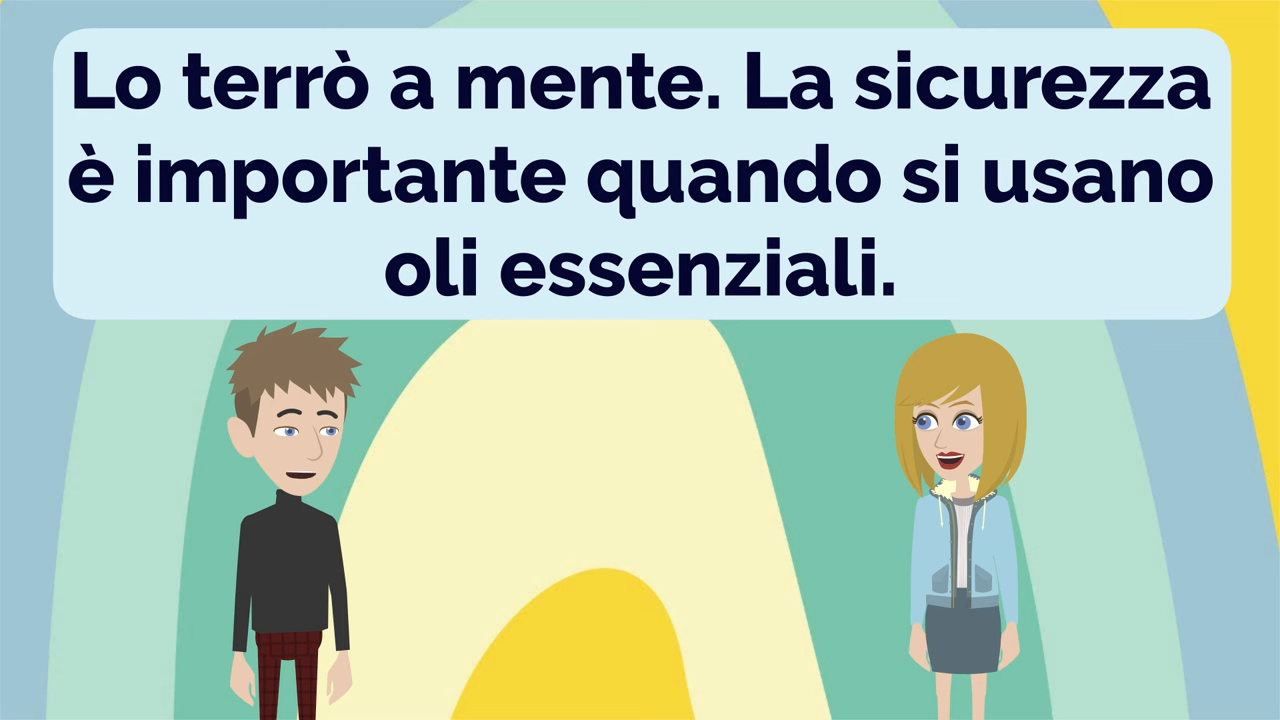 Lo terrò a mente. La sicurezza
è importante quando si usano
oli essenziali.